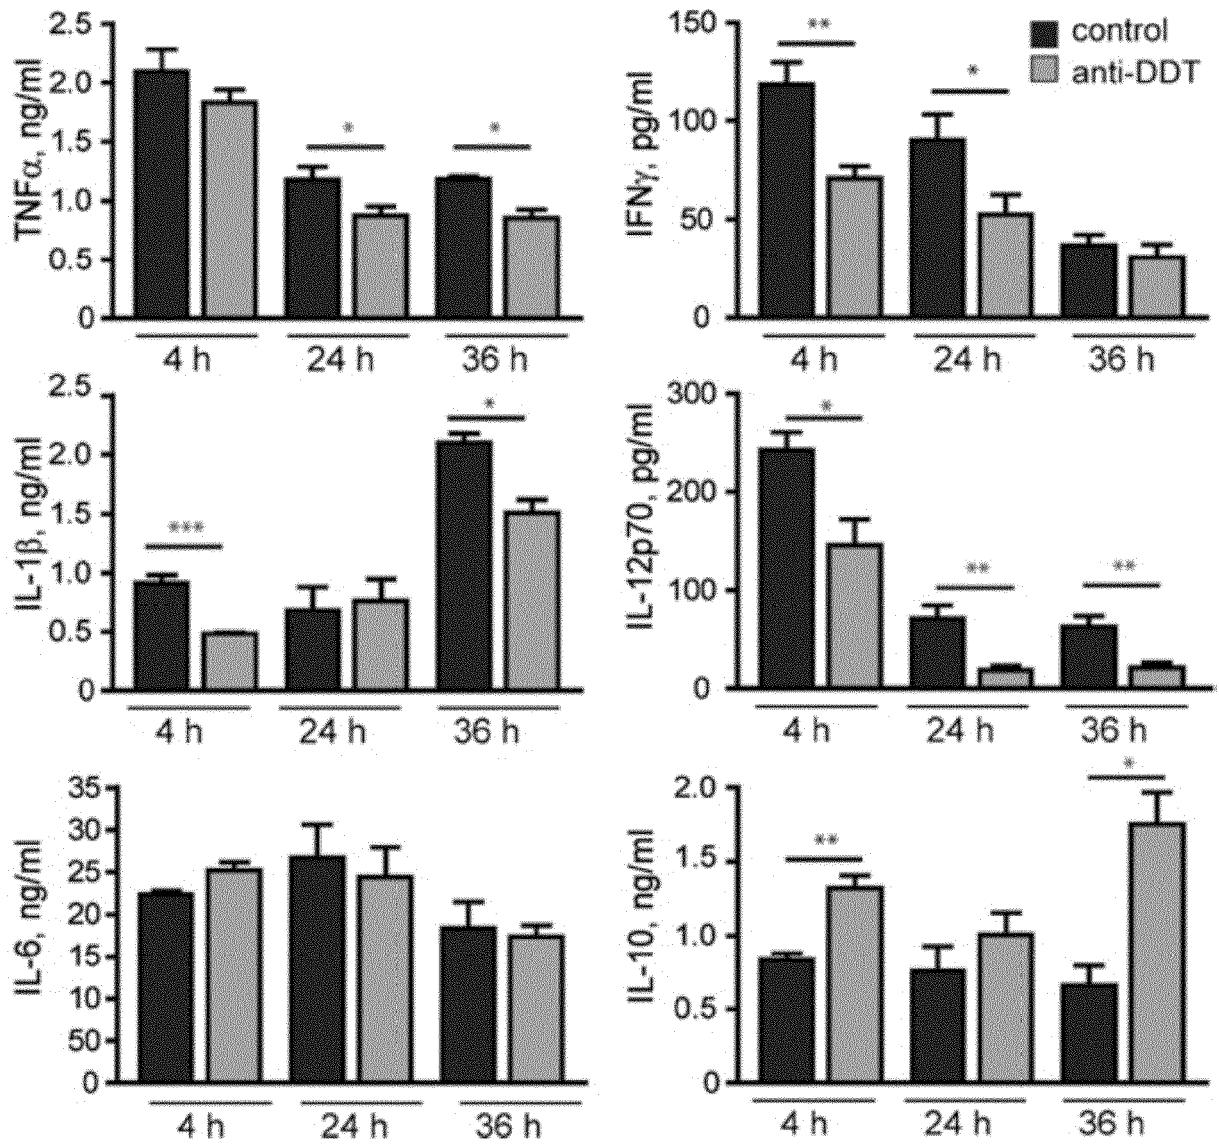 TNFα, ng/ml
2.5
2.0
1.5
1.0
0.5
0
* *
4 h 24 h 36 h
IFNγ, pg/ml
150
100
50
0
** *
control
anti-DDT
4 h 24 h 36 h
IL-1β, ng/ml
2.5
2.0
1.5
1.0
0.5
0
*** *
4 h 24 h 36 h
IL-12p70, pg/ml
300
200
100
0
* ** **
4 h 24 h 36 h
IL-6, ng/ml
35
30
25
20
15
10
50
0
4 h 24 h 36 h
IL-10, ng/ml
2.0
1.5
1.0
0.5
0
** *
4 h 24 h 36 h